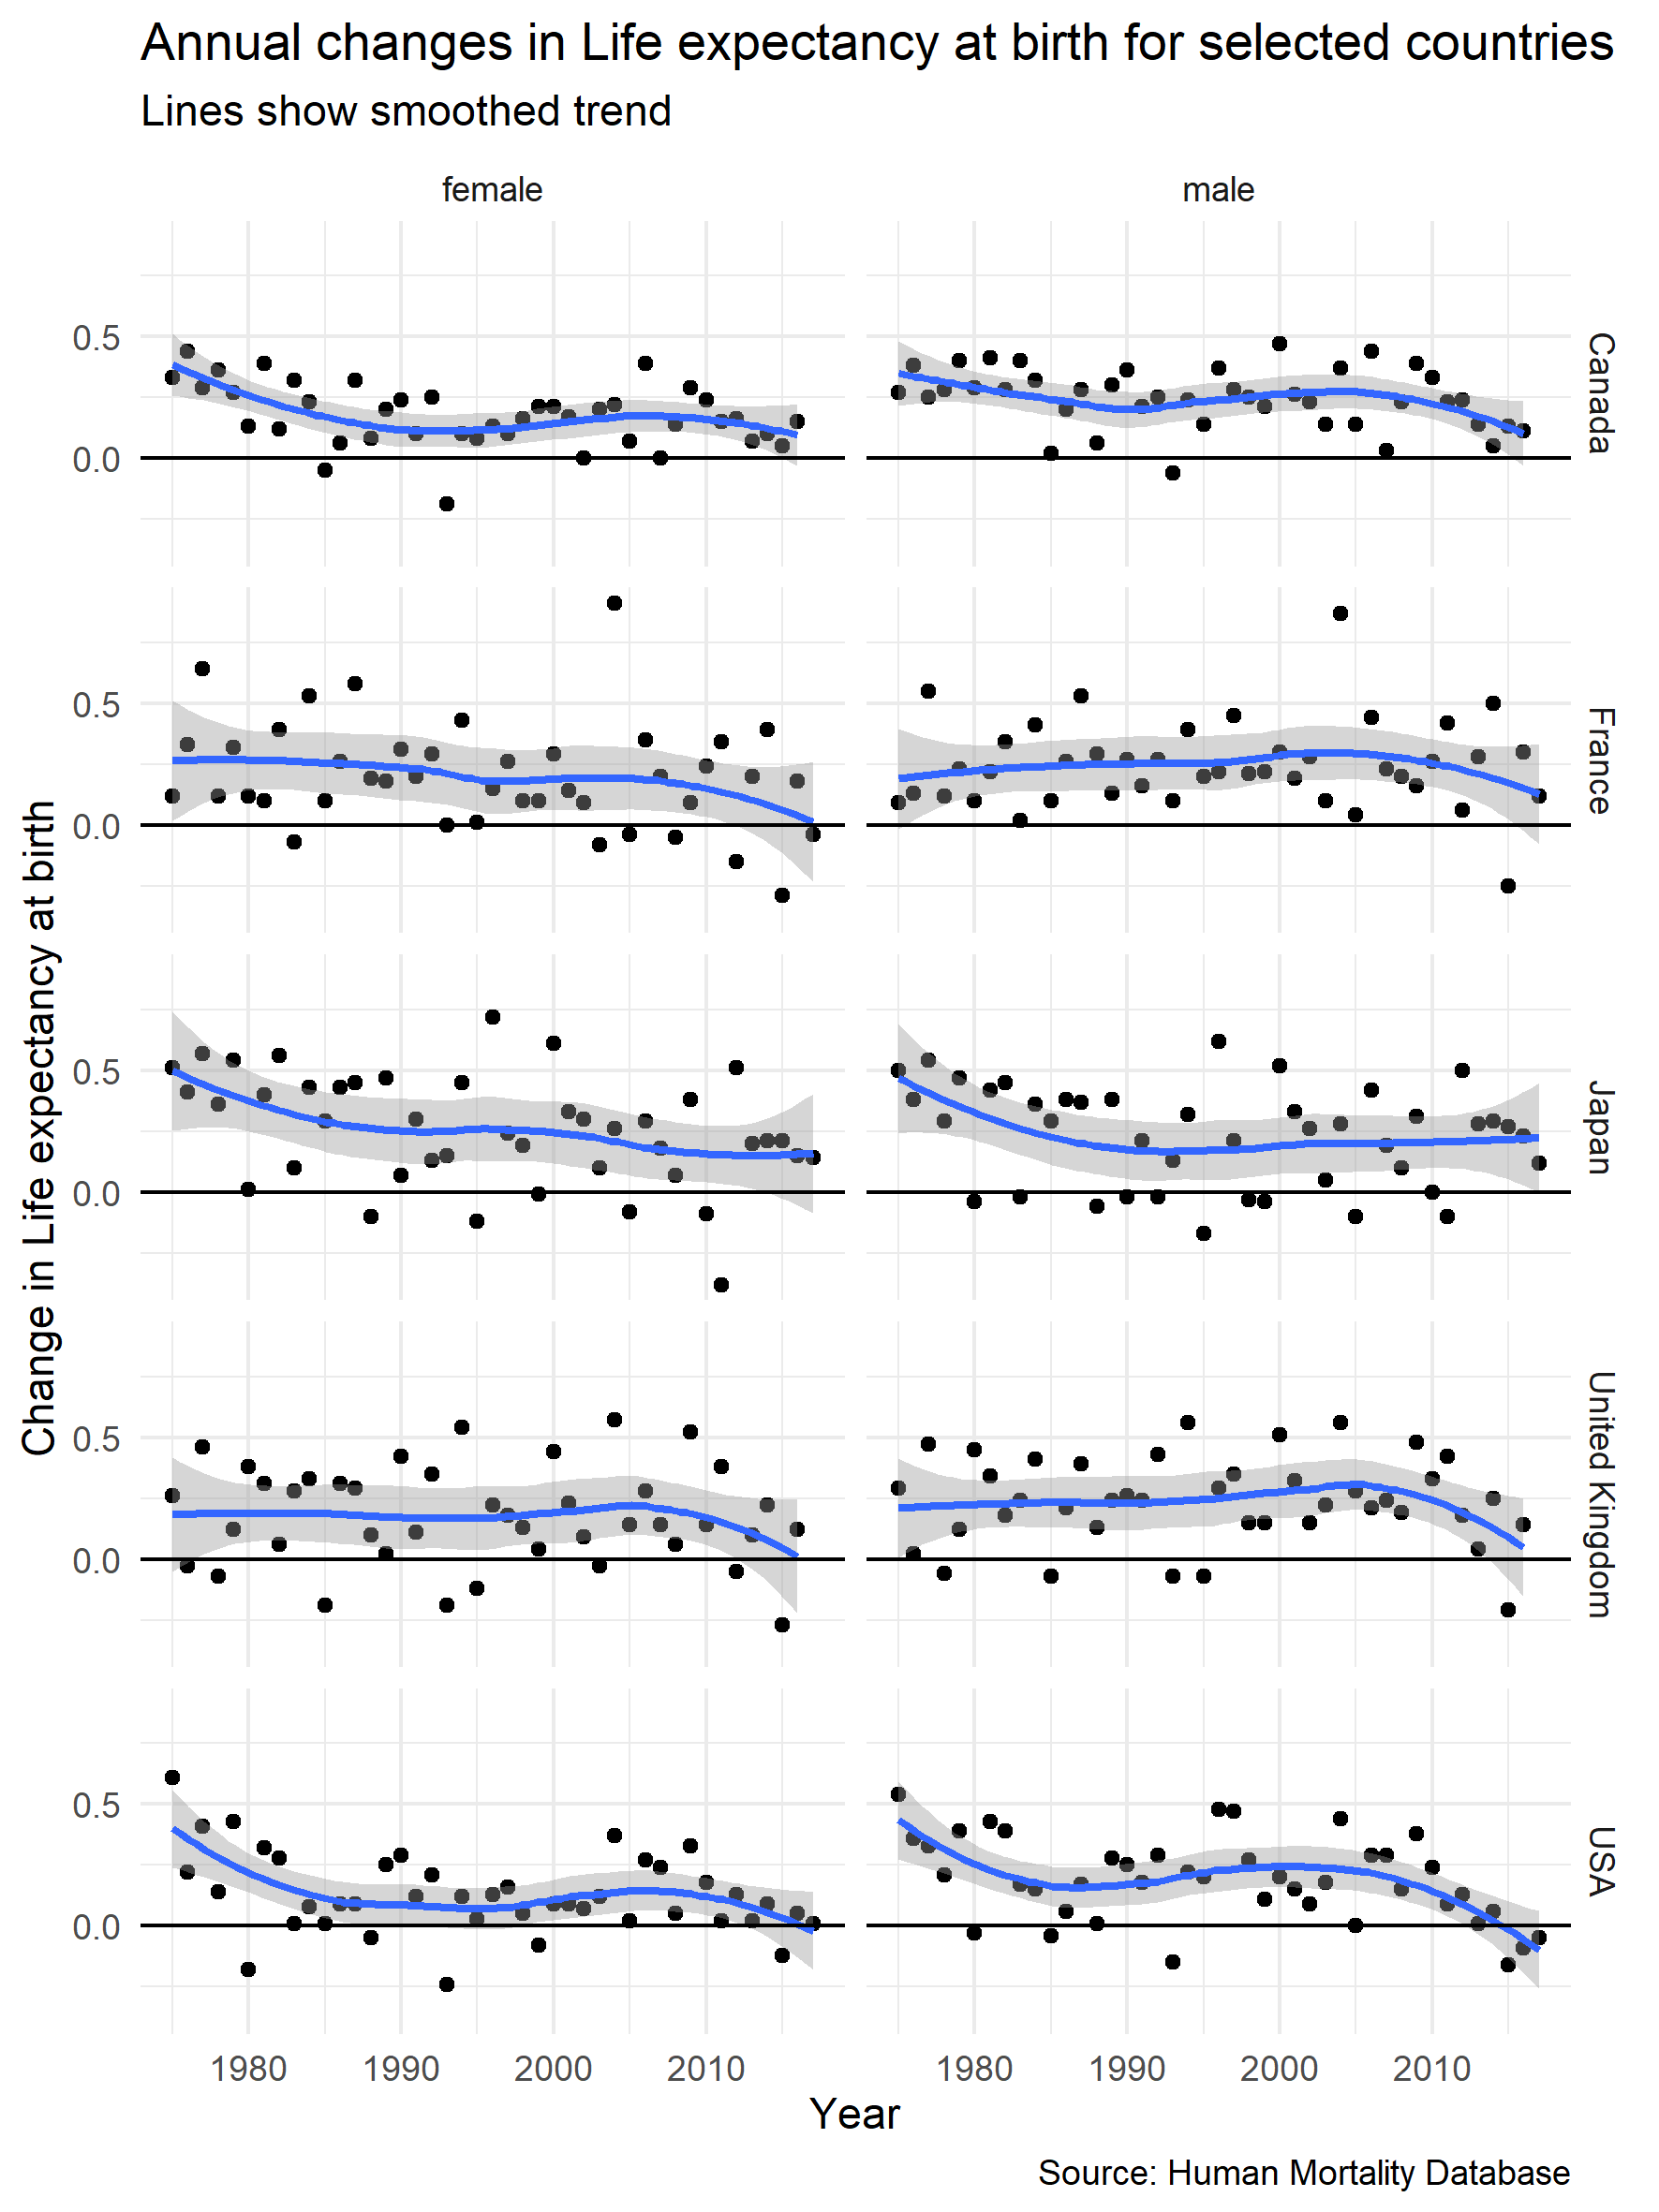 Annual changes in Life expectancy at birth for selected countries
Lines show smoothed trend
female
male
0.5
0.0
Canada
0.5
0.0
France
0.5
0.0
Japan
0.5
0.0
United Kingdom
0.5
0.0
USA
Change in Life expectancy at birth
1980 1990 2000 2010
1980 1990 2000 2010
Year
Source: Human Mortality Database